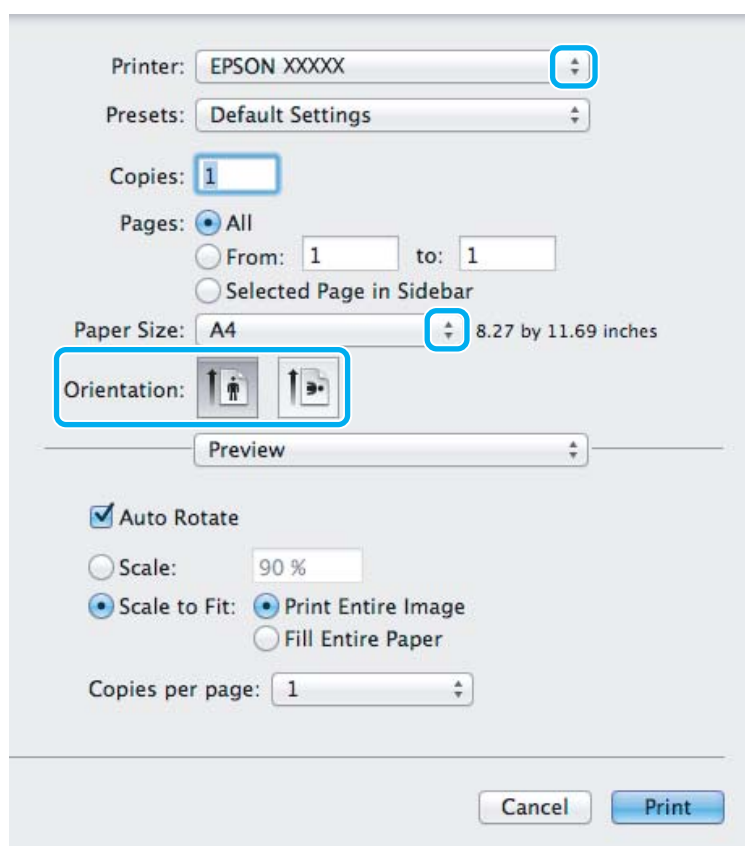 Printer: EPSON XXXXX
Presets: Default Settings
Copies: 1
Pages: All
From: 1 to: 1
Selected Page in Sidebar
Paper Size: A4 8.27 by 11.69 inches
Orientation:
Preview
Auto Rotate
Scale: 90 %
Scale to Fit: Print Entire Image
Fill Entire Paper
Copies per page: 1
Cancel Print